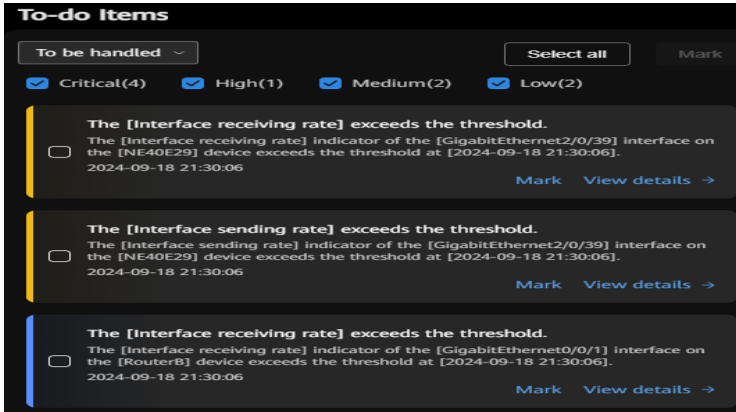 To-do Items
To be handled
Select all
Mark
Critical(4)
High(1)
Medium(2)
Low(2)
The [Interface receiving rate] exceeds the threshold.
The [Interface receiving rate] indicator of the [GigabitEthernet2/0/39] interface on
the [NE40E29] device exceeds the threshold at [2024-09-18 21:30:06].
2024-09-18 21:30:06
Mark View details →
The [Interface sending rate] exceeds the threshold.
The [Interface sending rate] indicator of the [GigabitEthernet2/0/39] interface on
the [NE40E29] device exceeds the threshold at [2024-09-18 21:30:06].
2024-09-18 21:30:06
Mark View details →
The [Interface receiving rate] exceeds the threshold.
The [Interface receiving rate] indicator of the [GigabitEthernet0/0/1] interface on
the [RouterB] device exceeds the threshold at [2024-09-18 21:30:06].
2024-09-18 21:30:06
Mark View details →